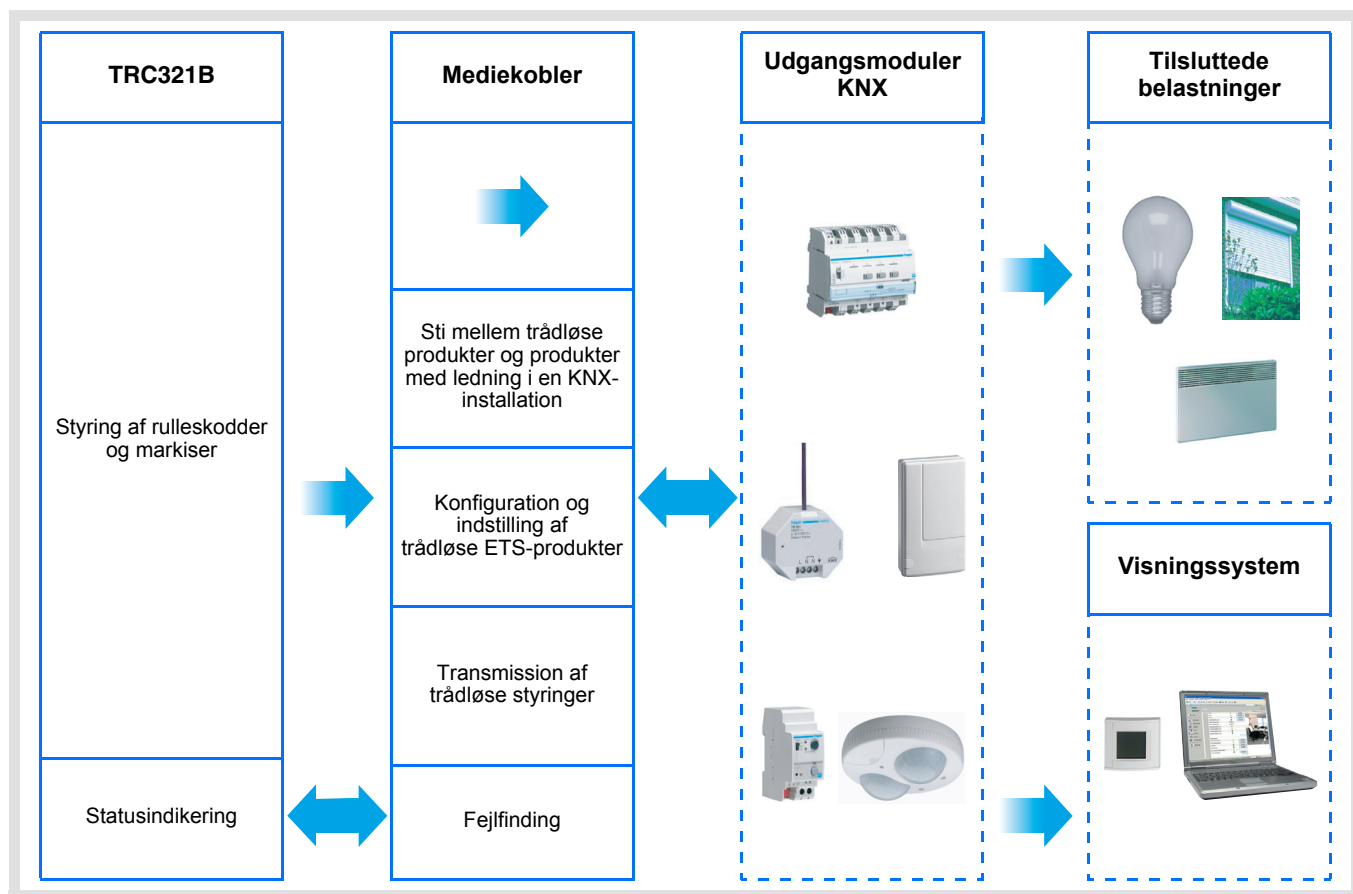 TRC321B
Styring af rulleskodder
og markiser
Statusindikering
Mediekobler
Sti mellem trådløse
produkter og produkter
med ledning i en KNX-
installation
Konfiguration og
indstilling af
trådløse ETS-produkter
Transmission af
trådløse styringer
Fejlfinding
Udgangsmoduler
KNX
L N N
Tilsluttede
belastninger
Visningssystem